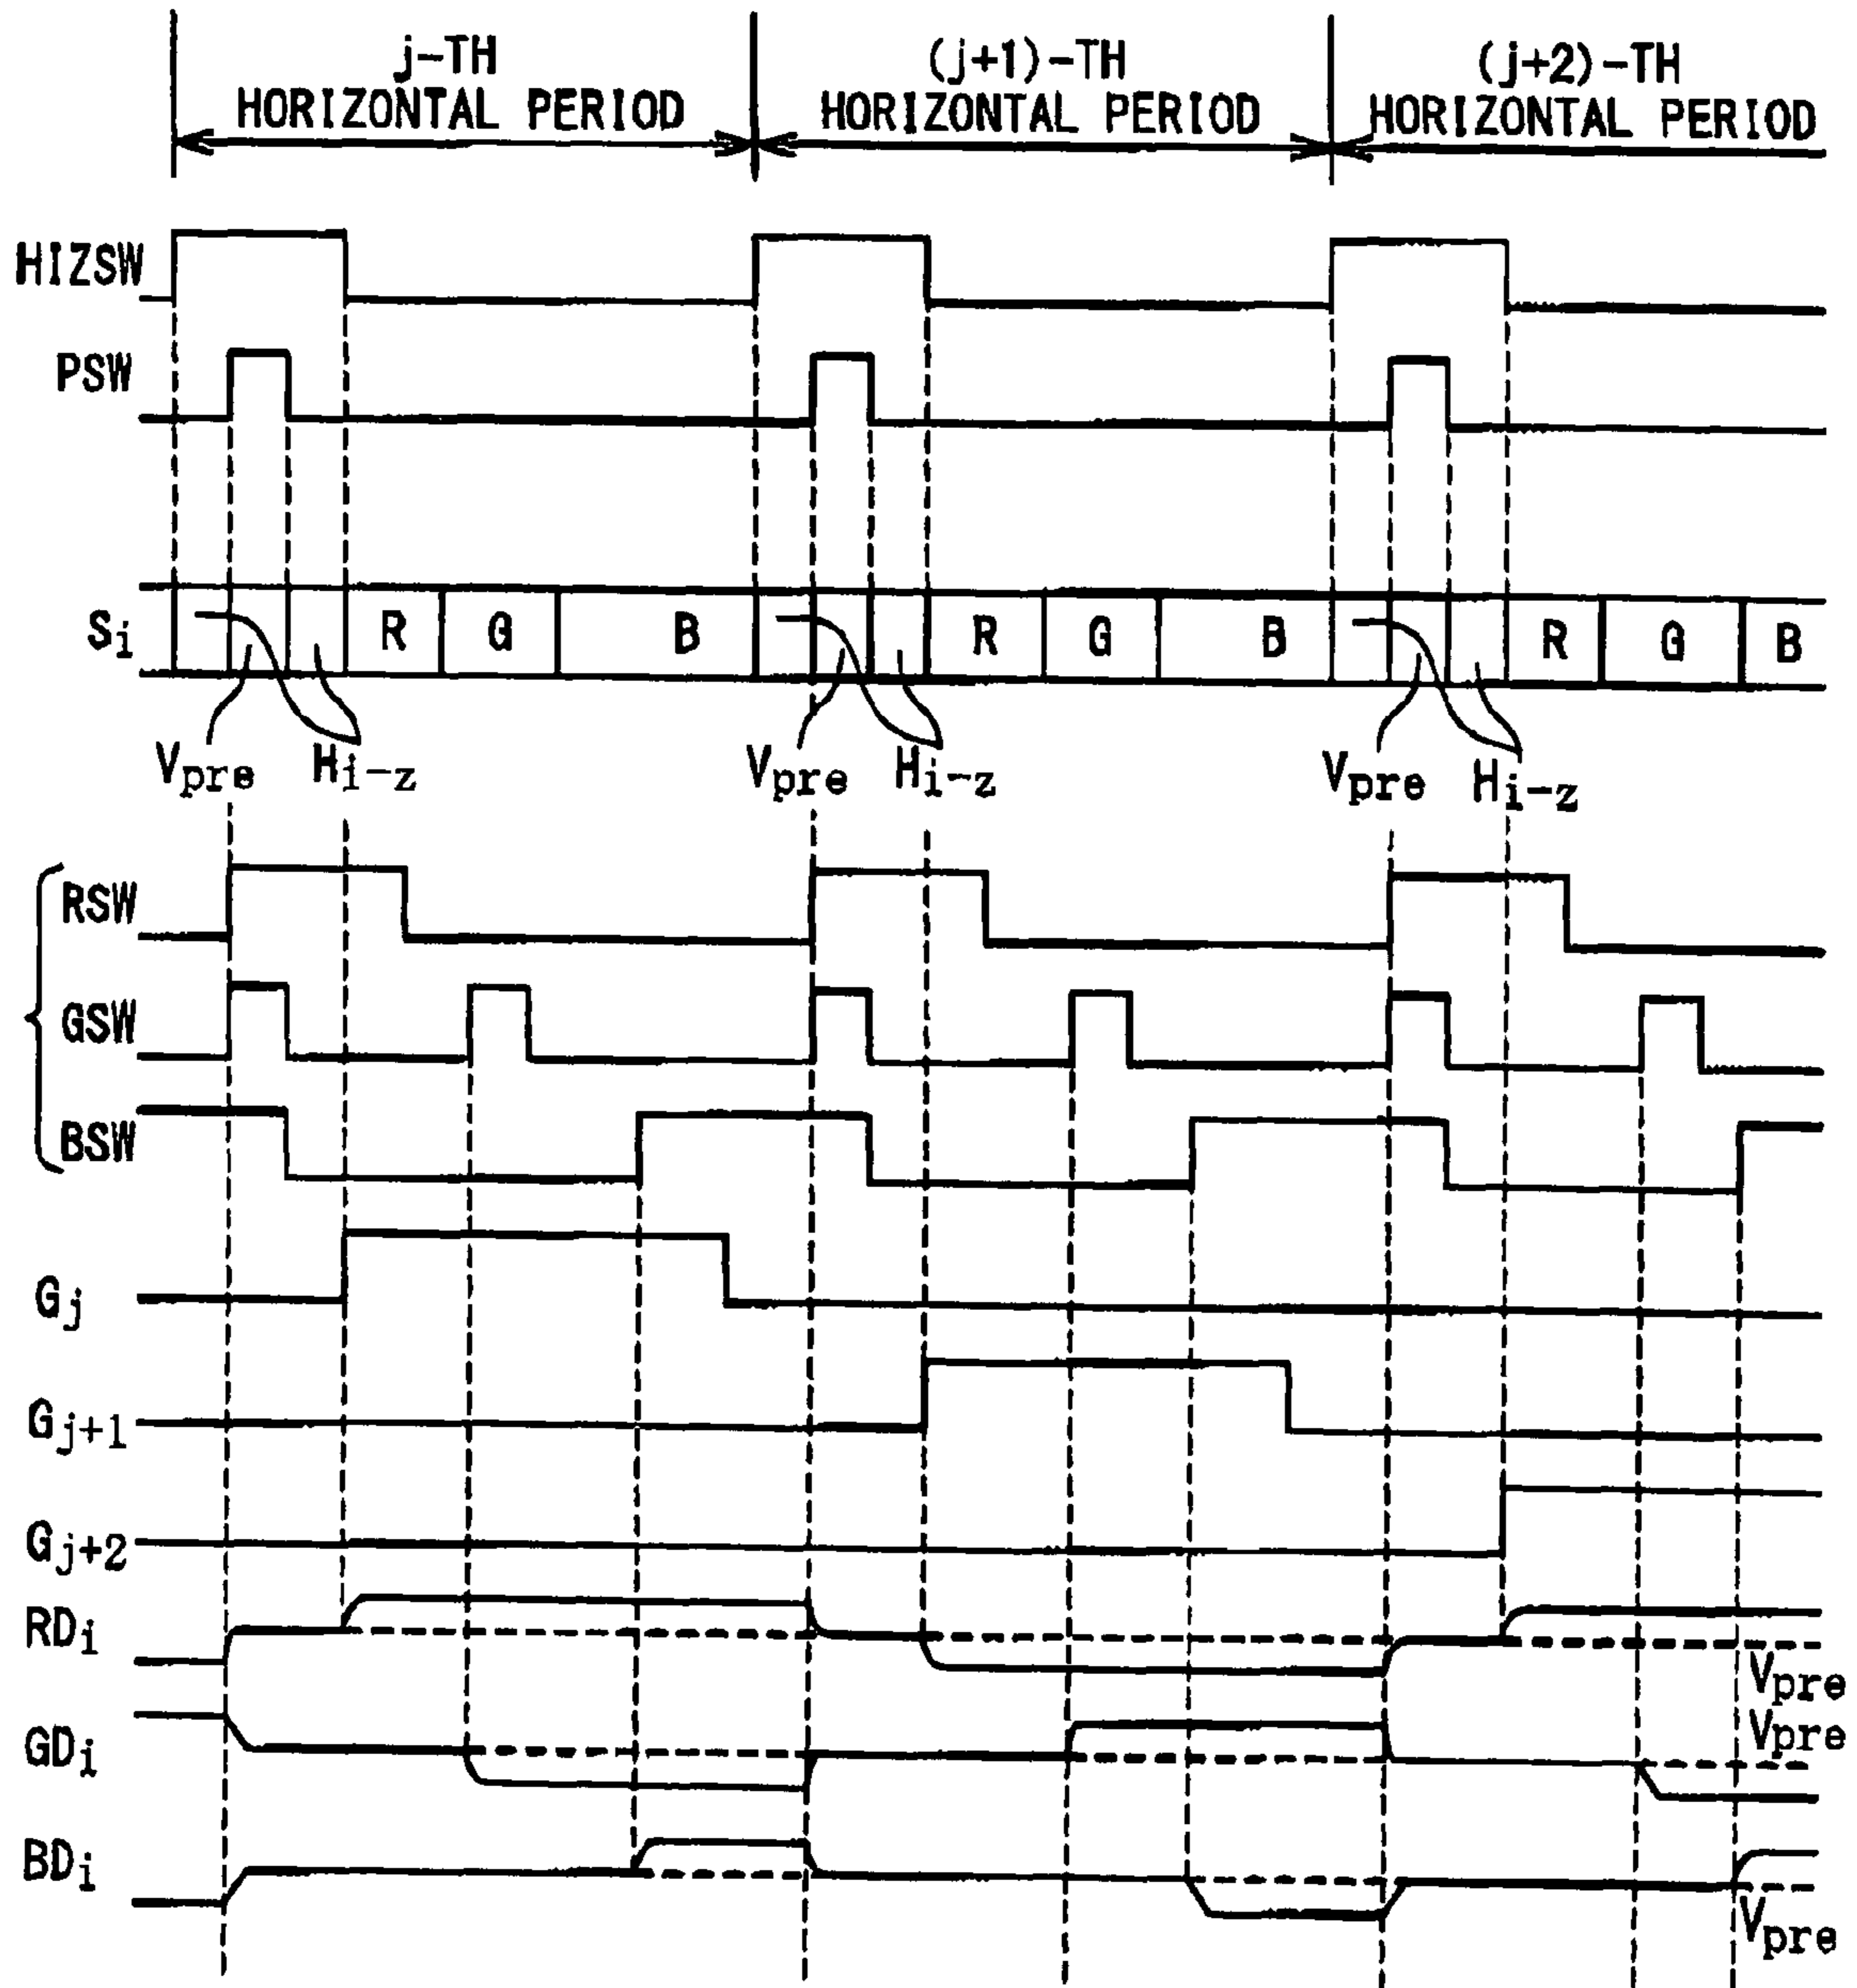 j-TH
HORIZONTAL PERIOD
(j+1)-TH
HORIZONTAL PERIOD
(j+2)-TH
HORIZONTAL PERIOD
HIZSW
PSW
Si
R
G
B
R
G
B
R
G
B
Vpre
Hi-z
Vpre
Hi-z
Vpre
Hi-z
RSW
GSW
BSW
Gj
Gj+1
Gj+2
RDi
Vpre
GDi
Vpre
BDi
Vpre